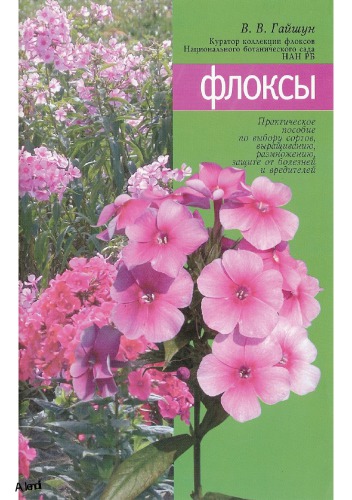 В. В. Гайшун
Куратор коллекции флоксов
Национального ботанического сада
НАН РБ
ФЛОКСЫ
Практическое
пособие
по выбору сортов,
выращиванию,
размножению,
защите от болезней
и вредителей